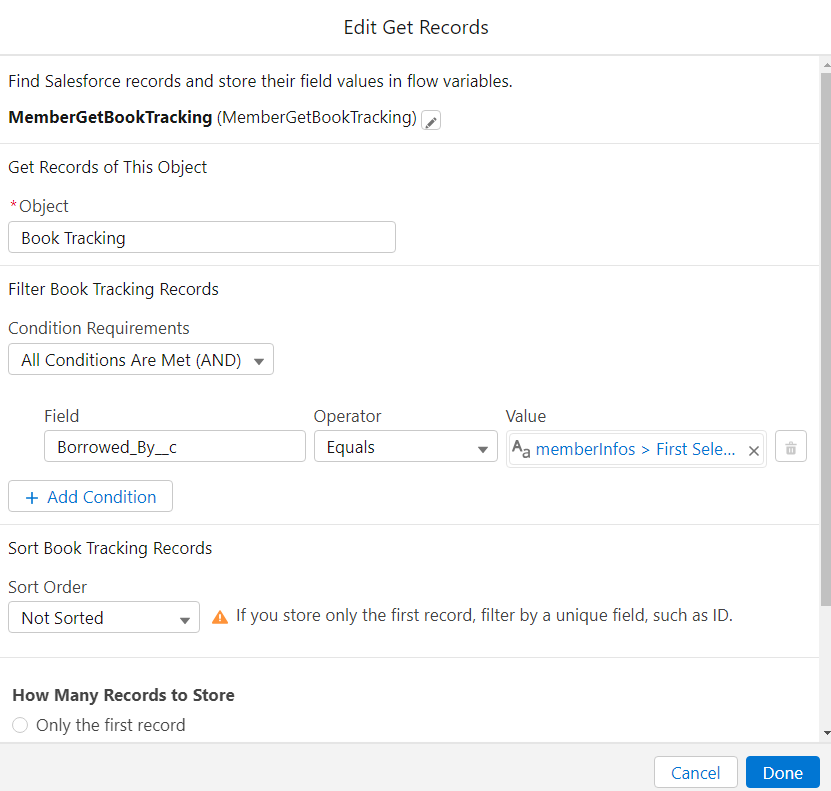 Edit Get Records
Find Salesforce records and store their field values in flow variables.
MemberGetBookTracking (MemberGetBookTracking)
Get Records of This Object
*Object
Book Tracking
Filter Book Tracking Records
Condition Requirements
All Conditions Are Met (AND)
Field Operator Value
Borrowed_By__c Equals Aa memberInfos > First Sele...
+ Add Condition
Sort Book Tracking Records
Sort Order
Not Sorted If you store only the first record, filter by a unique field, such as ID.
How Many Records to Store
Only the first record
Cancel Done